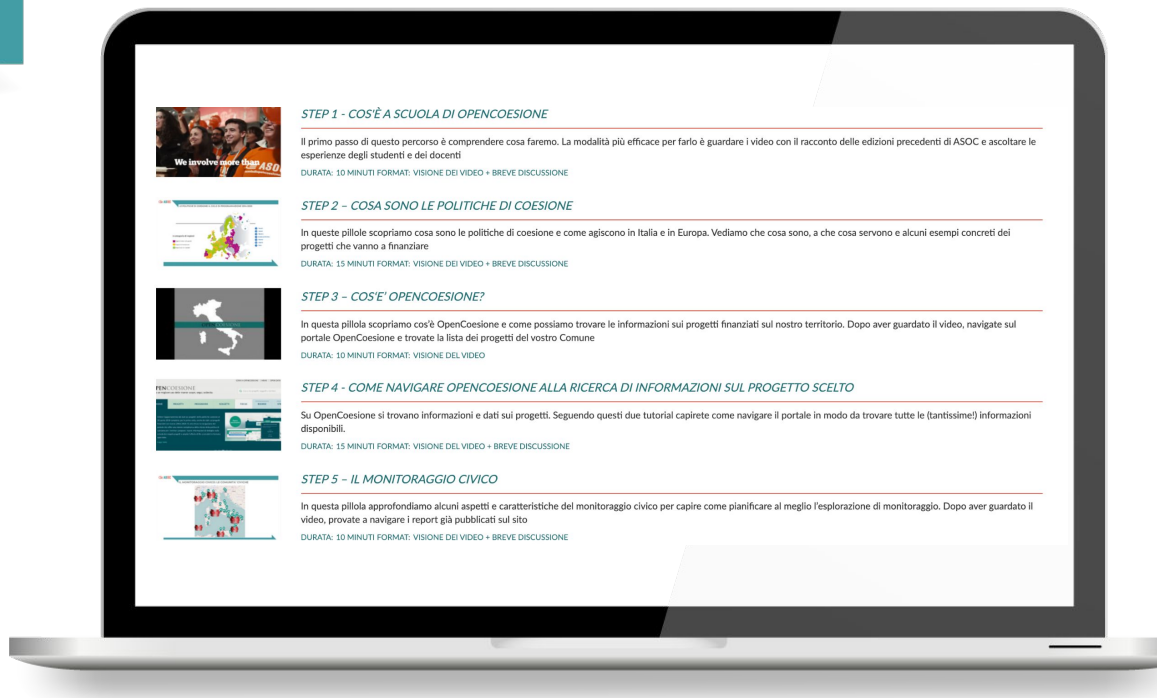 We involve more than
ASO
STEP 1 - COS'È A SCUOLA DI OPENCOESIONE
Il primo passo di questo percorso è comprendere cosa faremo. La modalità più efficace per farlo è guardare i video con il racconto delle edizioni precedenti di ASOC e ascoltare le
esperienze degli studenti e dei docenti
DURATA: 10 MINUTI FORMAT: VISIONE DEI VIDEO + BREVE DISCUSSIONE
STEP 2 – COSA SONO LE POLITICHE DI COESIONE
In queste pillole scopriamo cosa sono le politiche di coesione e come agiscono in Italia e in Europa. Vediamo che cosa sono, a che cosa servono e alcuni esempi concreti dei
progetti che vanno a finanziare
DURATA: 15 MINUTI FORMAT: VISIONE DEI VIDEO + BREVE DISCUSSIONE
STEP 3 – COS'E' OPENCOESIONE?
In questa pillola scopriamo cos'è OpenCoesione e come possiamo trovare le informazioni sui progetti finanziati sul nostro territorio. Dopo aver guardato il video, navigate sul
portale OpenCoesione e trovate la lista dei progetti del vostro Comune
DURATA: 10 MINUTI FORMAT: VISIONE DEL VIDEO
PENCOESIONE
STEP 4 - COME NAVIGARE OPENCOESIONE ALLA RICERCA DI INFORMAZIONI SUL PROGETTO SCELTO
Su OpenCoesione si trovano informazioni e dati sui progetti. Seguendo questi due tutorial capirete come navigare il portale in modo da trovare tutte le (tantissime!) informazioni
disponibili.
DURATA: 15 MINUTI FORMAT: VISIONE DEL VIDEO + BREVE DISCUSSIONE
STEP 5 – IL MONITORAGGIO CIVICO
In questa pillola approfondiamo alcuni aspetti e caratteristiche del monitoraggio civico per capire come pianificare al meglio l'esplorazione di monitoraggio. Dopo aver guardato il
video, provate a navigare i report già pubblicati sul sito
DURATA: 10 MINUTI FORMAT: VISIONE DEI VIDEO + BREVE DISCUSSIONE